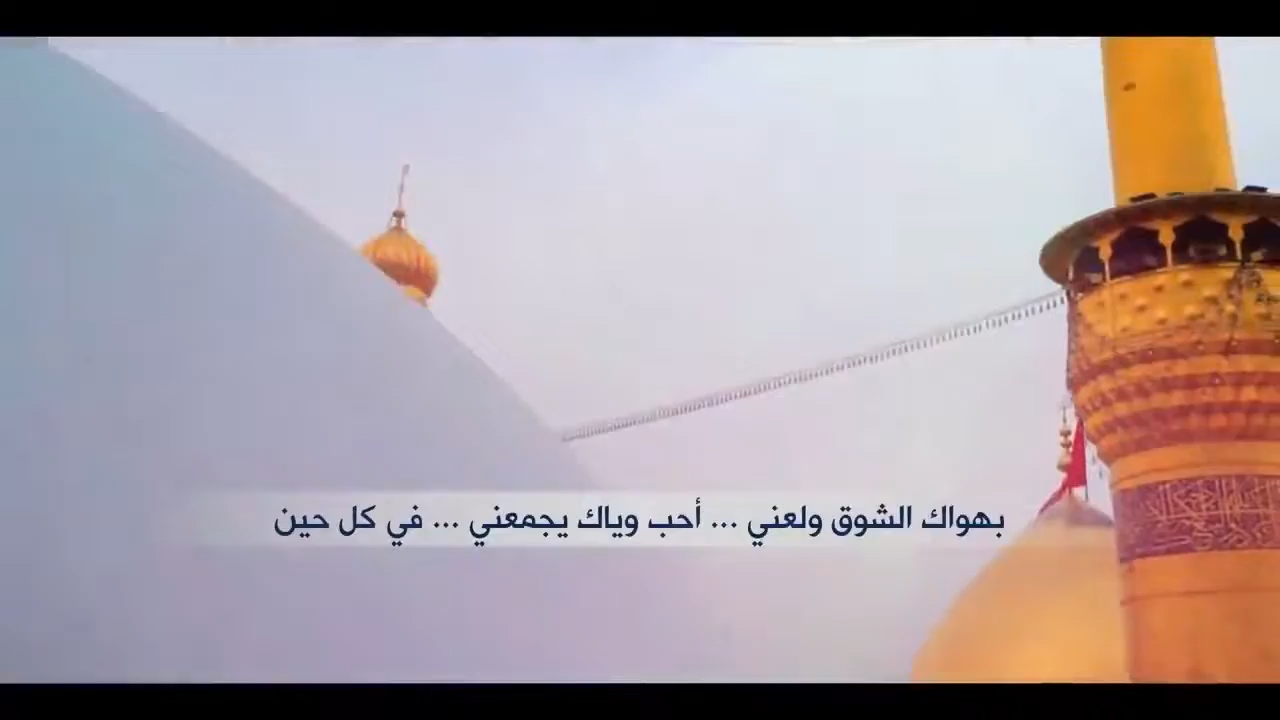 بهواك الشوق ولعني ... أحب وياك يجمعني ... في كل حين